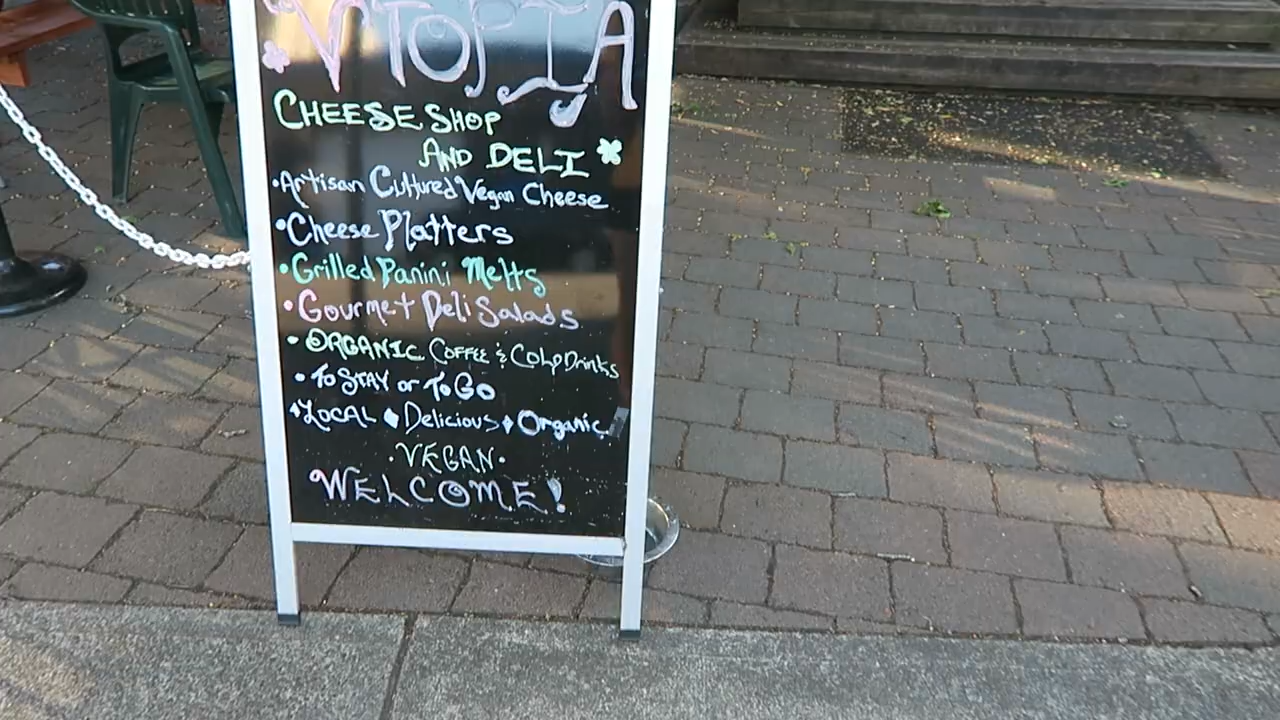 VTOPIA
CHEESE SHOP
AND DELI
•Artisan Cultured Vegan Cheese
•Cheese Platters
•Grilled Panini Melts
•Gourmet Deli Salads
•ORGANIC COFFEE & COLD DRINKS
•TO STAY or TO GO
•LOCAL ♦ Delicious ♦ Organic
•VEGAN•
WELCOME!